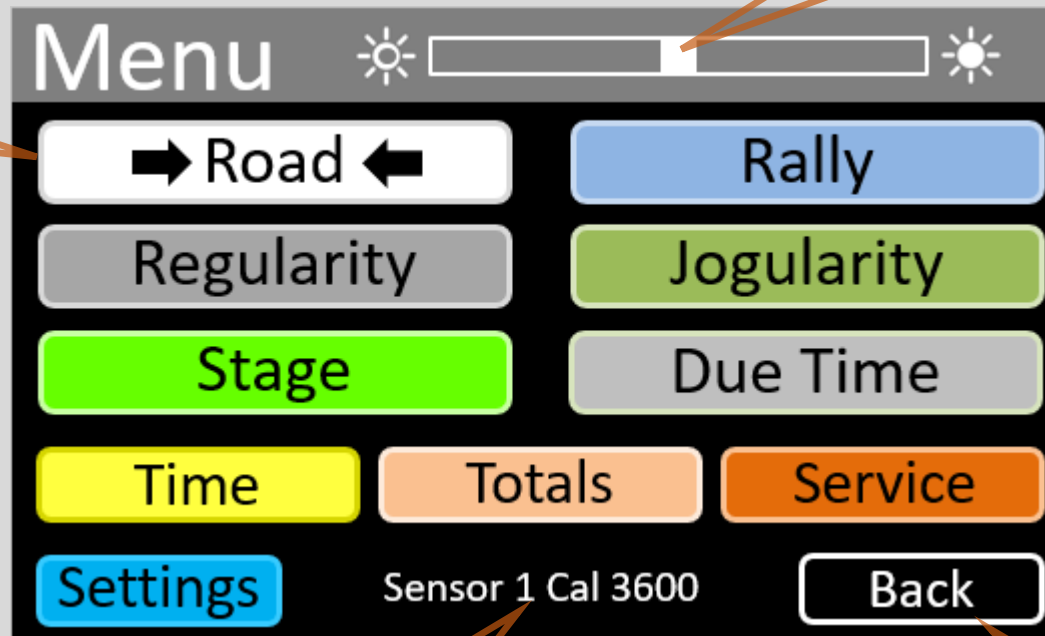 Menu
Road Rally
Regularity Jogularity
Stage Due Time
Time Totals Service
Settings Sensor 1 Cal 3600 Back